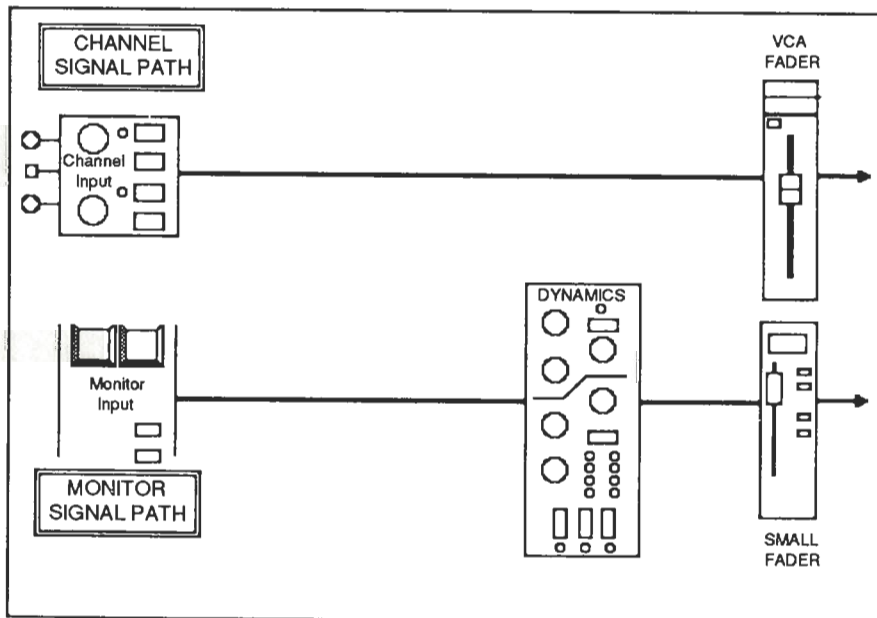 CHANNEL
SIGNAL PATH
VCA
FADER
Channel
Input
DYNAMICS
Monitor
Input
MONITOR
SIGNAL PATH
SMALL
FADER